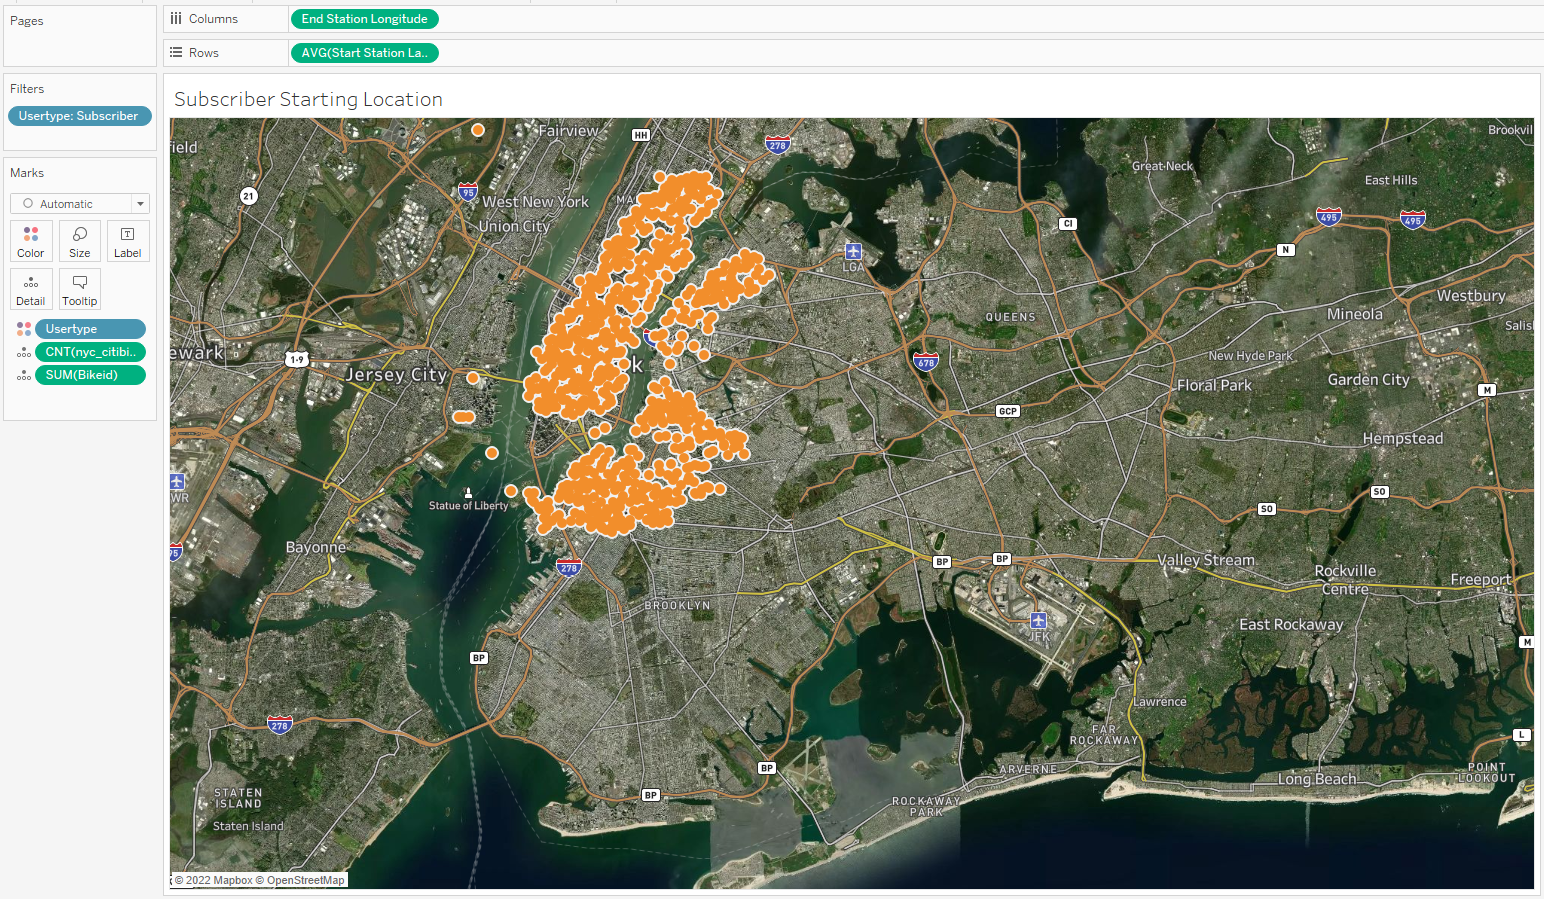 Pages
Columns
End Station Longitude
Rows
AVG(Start Station La..
Filters
Usertype: Subscriber
Marks
Automatic
Color
Size
Label
Detail
Tooltip
Usertype
CNT(nyc_citibi..
SUM(Bikeid)
Subscriber Starting Location
Fairview
HH
278
Brookvil
field
95
21
West New York
MA
Union City
Great Neck
East Hills
CI
495
495
N
LGA
QUEENS
Westbury
Mineola
Salisl
ewark
1-9
k
678
New Hyde Park
Jersey City
Floral Park
Garden City
M
GCP
Hempstead
WR
Statue of Liberty
SO
SO
Bayonne
95
278
BP
BP
Valley Stream
Rockville
Centre
Freeport
BROOKLYN
JFK
East Rockaway
M
BP
Lawrence
278
FAR
ROCKAWAY
L
BP
ARVERNE
Long Beach
POINT
LOOKOUT
STATEN
ISLAND
BP
ROCKAWAY
PARK
Staten Island
© 2022 Mapbox © OpenStreetMap